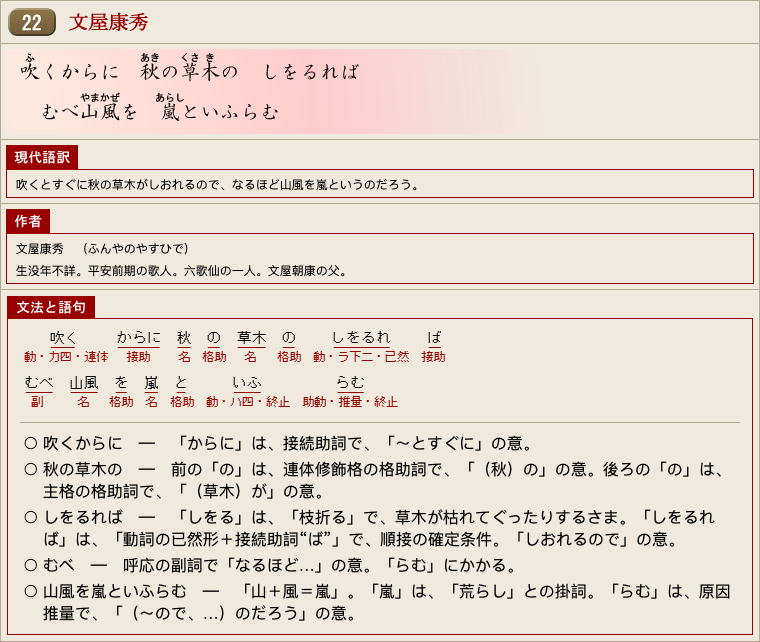 22 文屋康秀
ふ あき くさ き
吹くからに 秋の草木の しをるれば
やまかぜ あらし
むべ山風を 嵐といふらむ
現代語訳
吹くとすぐに秋の草木がしおれるので、なるほど山風を嵐というのだろう。
作者
文屋康秀 （ふんやのやすひで）
生没年不詳。平安前期の歌人。六歌仙の一人。文屋朝康の父。
文法と語句
吹く からに 秋 の 草木 の しをるれ ば
動・カ四・連体 接助 名 格助 名 格助 動・ラ下二・已然 接助
むべ 山風 を 嵐 と いふ らむ
副 名 格助 名 格助 動・ハ四・終止 助動・推量・終止
○ 吹くからに ― 「からに」は、接続助詞で、「～とすぐに」の意。
○ 秋の草木の ― 前の「の」は、連体修飾格の格助詞で、「（秋）の」の意。後ろの「の」は、
主格の格助詞で、「（草木）が」の意。
○ しをるれば ― 「しをる」は、「枝折る」で、草木が枯れてぐったりするさま。「しをるれ
ば」は、「動詞の已然形＋接続助詞“ば”」で、順接の確定条件。「しおれるので」の意。
○ むべ ― 呼応の副詞で「なるほど…」の意。「らむ」にかかる。
○ 山風を嵐といふらむ ― 「山＋風＝嵐」。「嵐」は、「荒らし」との掛詞。「らむ」は、原因
推量で、「（～ので、…）のだろう」の意。